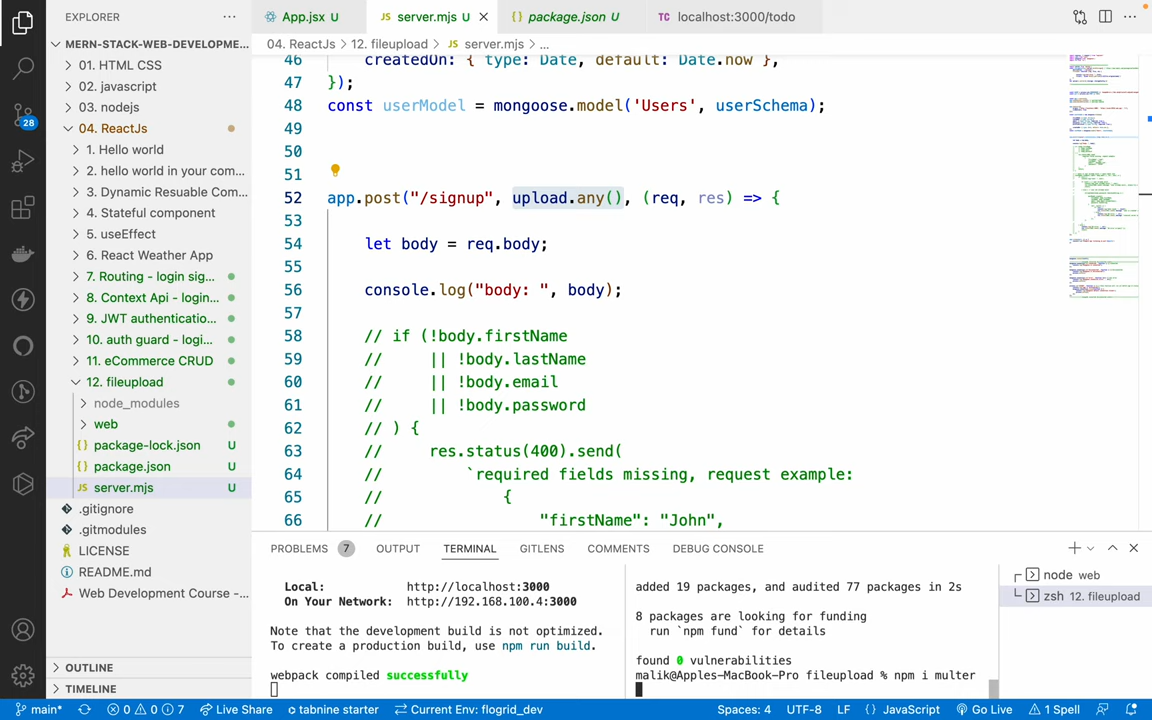 EXPLORER
App.jsx U
server.mjs U
package.json U
TC localhost:3000/todo
MERN-STACK-WEB-DEVELOPME...
04. ReactJs > 12. fileupload > JS server.mjs > ...
01. HTML CSS
02. javascript
03. nodejs
04. ReactJs
1. Hello world
2. hello world in your com...
3. Dynamic Resuable Com...
4. Stateful component
5. useEffect
6. React Weather App
7. Routing - login sig...
8. Context Api - login...
9. JWT authenticatio...
10. auth guard - logi...
11. eCommerce CRUD
12. fileupload
node_modules
web
package-lock.json U
package.json U
JS server.mjs U
.gitignore
.gitmodules
LICENSE
README.md
Web Development Course -...
OUTLINE
TIMELINE
28
46 createdOn: { type: Date, default: Date.now },
47 });
48 const userModel = mongoose.model('Users', userSchema);
49
50
51
52 app.post("/signup", upload.any(), (req, res) => {
53
54 let body = req.body;
55
56 console.log("body: ", body);
57
58 // if (!body.firstName
59 // || !body.lastName
60 // || !body.email
61 // || !body.password
62 // ) {
63 // res.status(400).send(
64 // `required fields missing, request example:
65 // {
66 // "firstName": "John",
PROBLEMS 7 OUTPUT TERMINAL GITLENS COMMENTS DEBUG CONSOLE
Local: http://localhost:3000
On Your Network: http://192.168.100.4:3000
Note that the development build is not optimized.
To create a production build, use npm run build.
webpack compiled successfully
added 19 packages, and audited 77 packages in 2s
8 packages are looking for funding
run `npm fund` for details
found 0 vulnerabilities
malik@Apples-MacBook-Pro fileupload % npm i multer
node web
zsh 12. fileupload
main* 0 0 7 Live Share tabnine starter Current Env: flogrid_dev Spaces: 4 UTF-8 LF {} JavaScript Go Live 1 Spell